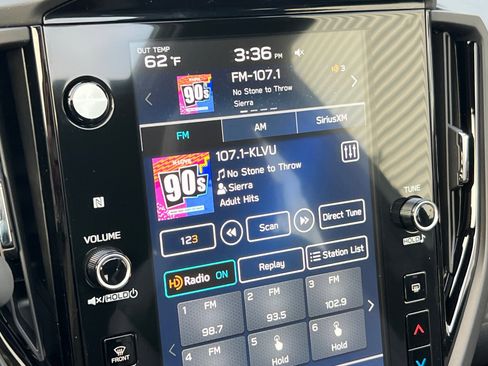 OUT TEMP
62 °F
3:36 PM
FM-107.1
3
No Stone to Throw
Sierra
90s
FM
AM
SiriusXM
107.1-KLVU
No Stone to Throw
Sierra
Adult Hits
90s
123
Scan
Direct Tune
HD Radio ON
Replay
Station List
1 FM
98.7
2 FM
93.5
3 FM
102.9
4 FM
5
Hold
6
Hold
N
VOLUME
HOLD
TUNE
HOLD
FRONT